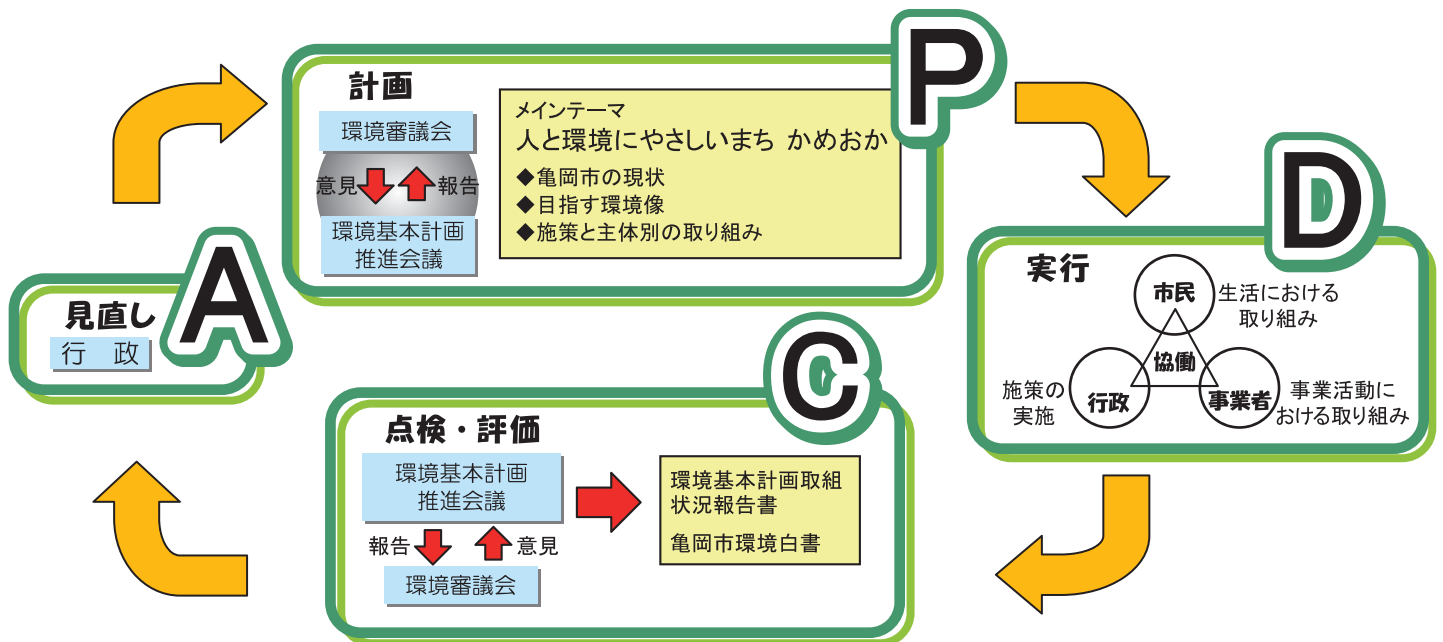 P
計画
環境審議会
意見
報告
環境基本計画
推進会議
メインテーマ
人と環境にやさしいまち かめおか
◆亀岡市の現状
◆目指す環境像
◆施策と主体別の取り組み
D
実行
市民
生活における
取り組み
協働
施策の
実施
行政
事業者
事業活動に
おける取り組み
C
点検・評価
環境基本計画
推進会議
報告
意見
環境審議会
環境基本計画取組
状況報告書
亀岡市環境白書
A
見直し
行 政